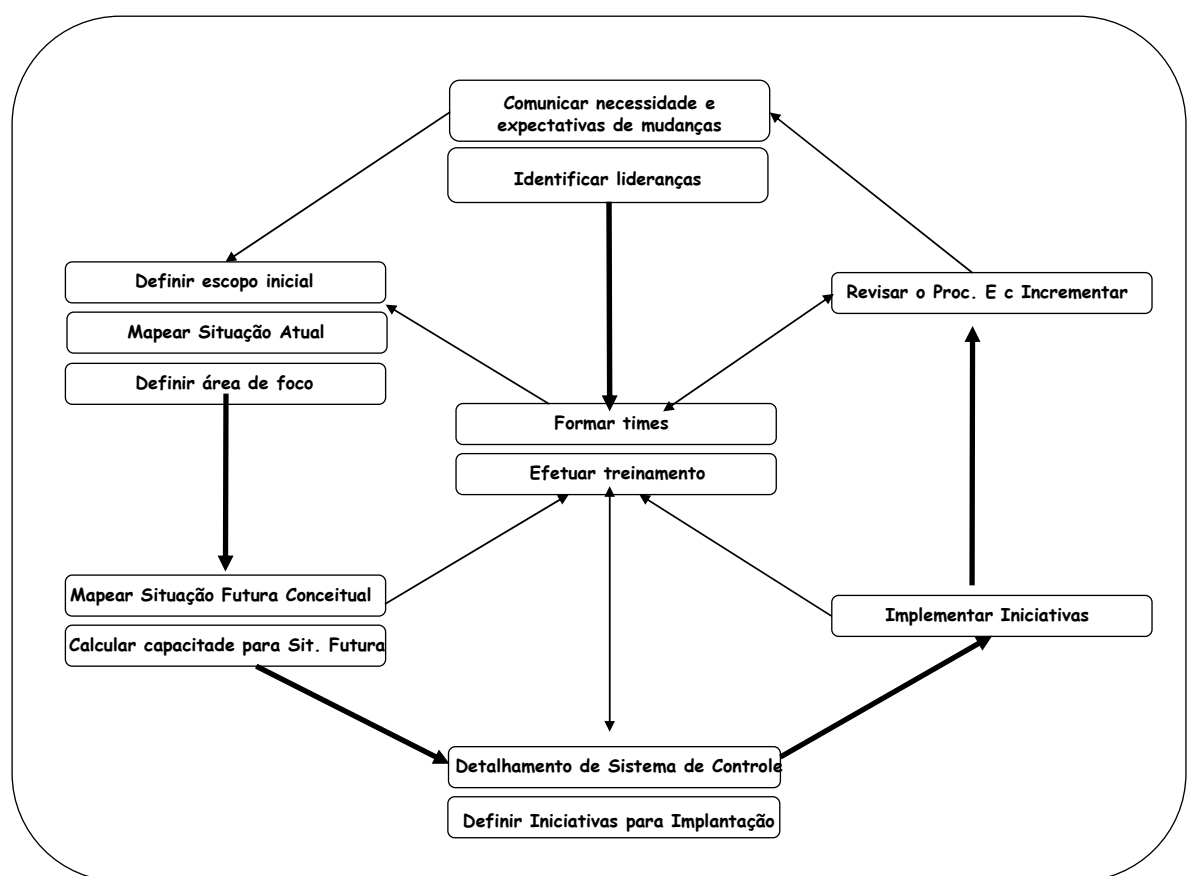 Comunicar necessidade e
expectativas de mudanças
Identificar lideranças
Definir escopo inicial
Mapear Situação Atual
Definir área de foco
Revisar o Proc. E c Incrementar
Formar times
Efetuar treinamento
Mapear Situação Futura Conceitual
Calcular capacitade para Sit. Futura
Implementar Iniciativas
Detalhamento de Sistema de Controle
Definir Iniciativas para Implantação